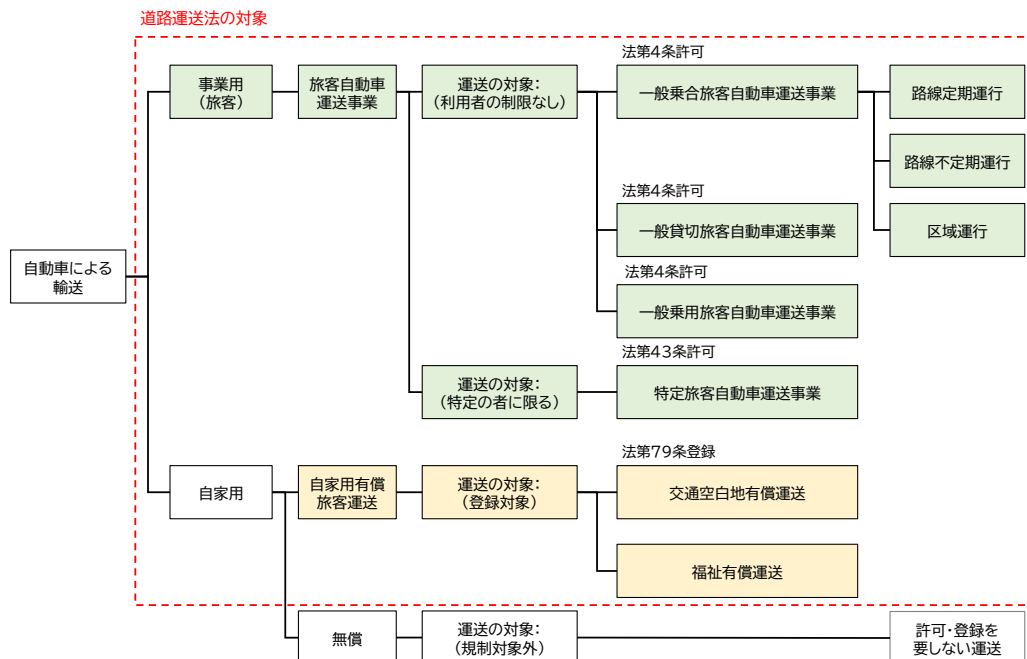 道路運送法の対象
法第4条許可
事業用
（旅客）
旅客自動車
運送事業
運送の対象：
（利用者の制限なし）
一般乗合旅客自動車運送事業
路線定期運行
路線不定期運行
法第4条許可
一般貸切旅客自動車運送事業
区域運行
自動車による
輸送
法第4条許可
一般乗用旅客自動車運送事業
法第43条許可
運送の対象：
（特定の者に限る）
特定旅客自動車運送事業
法第79条登録
自家用
自家用有償
旅客運送
運送の対象：
（登録対象）
交通空白地有償運送
福祉有償運送
無償
運送の対象：
（規制対象外）
許可・登録を
要しない運送